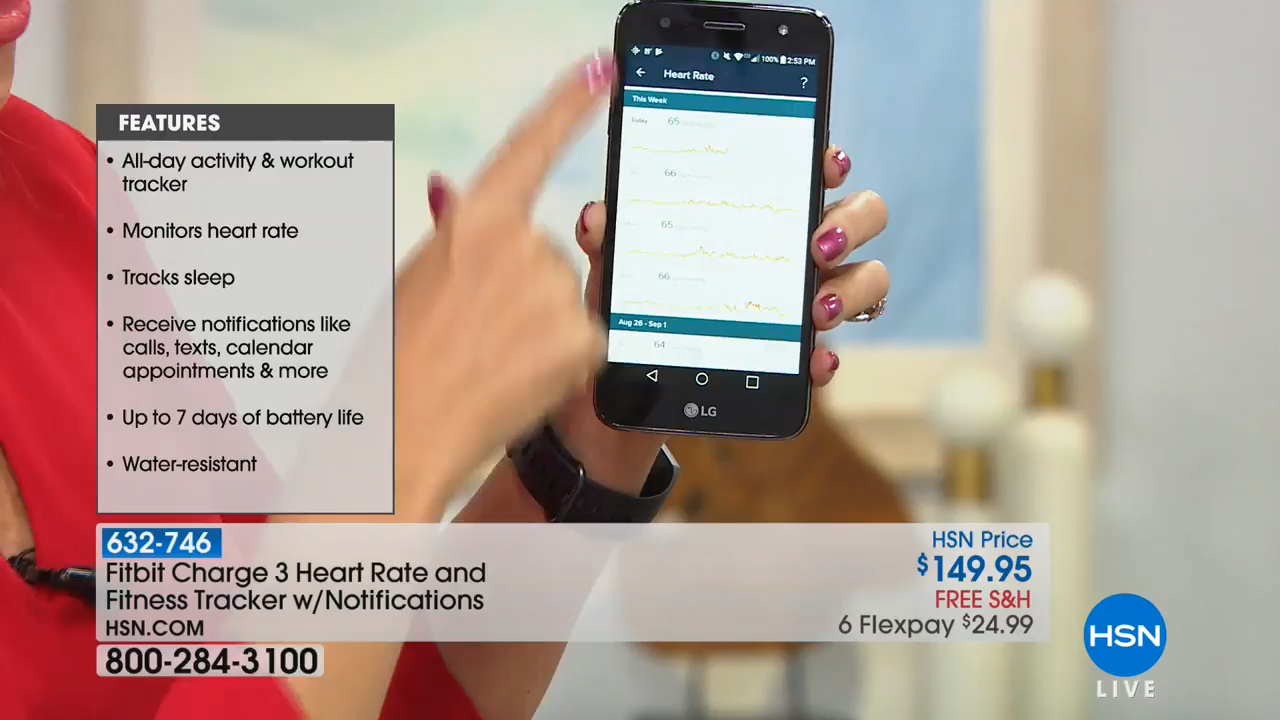 100% 2:53 PM
Heart Rate
?
This Week
Today 65
66
65
66
Aug 26 - Sep 1
64
LG
FEATURES
• All-day activity & workout
tracker
• Monitors heart rate
• Tracks sleep
• Receive notifications like
calls, texts, calendar
appointments & more
• Up to 7 days of battery life
• Water-resistant
632-746
Fitbit Charge 3 Heart Rate and
Fitness Tracker w/Notifications
HSN.COM
800-284-3100
HSN Price
$149.95
FREE S&H
6 Flexpay $24.99
HSN
LIVE